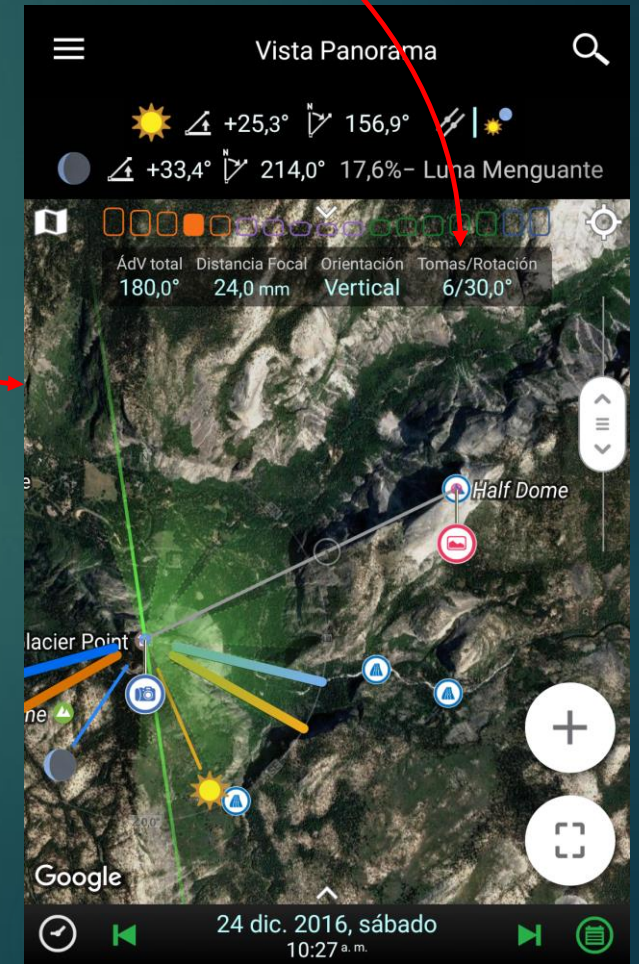 Vista Panorama
+25,3° N 156,9°
+33,4° N 214,0° 17,6%– Luna Menguante
ÁdV total Distancia Focal Orientación Tomas/Rotación
180,0° 24,0 mm Vertical 6/30,0°
Half Dome
lacier Point
me
Google
24 dic. 2016, sábado
10:27 a. m.